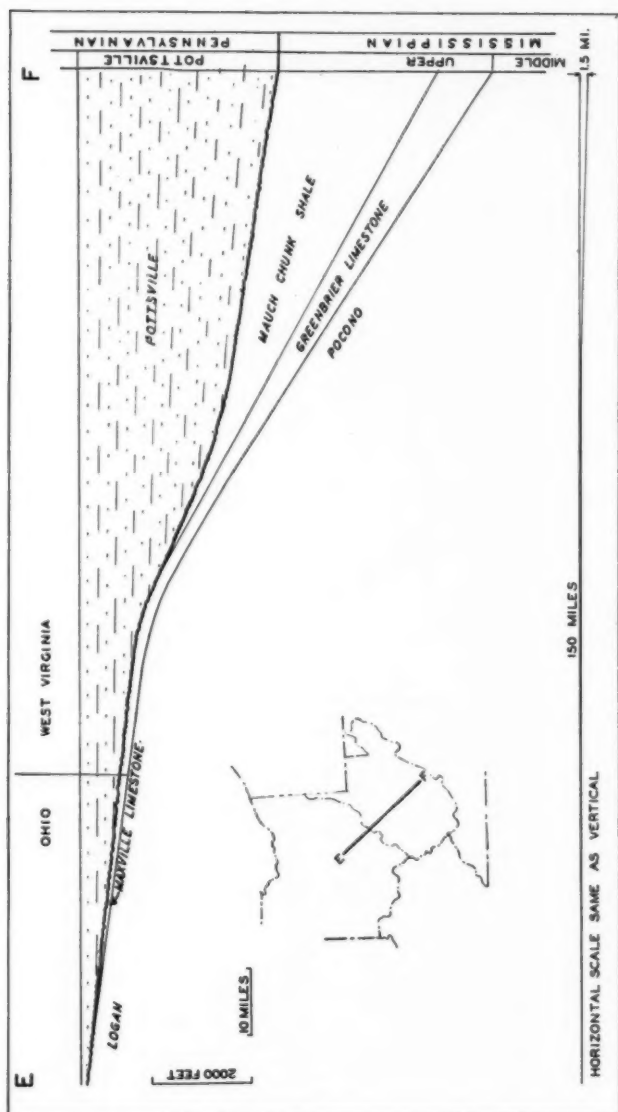 E
F
OHIO
WEST VIRGINIA
POTTSVILLE
PENNSYLVANIAN
POTTSVILLE
MAXVILLE LIMESTONE
LOGAN
MAUCH CHUNK SHALE
GREENBRIER LIMESTONE
POCONO
UPPER
MIDDLE
MISSISSIPPIAN
2000 FEET
10 MILES
E
F
150 MILES
1.5 MI.
HORIZONTAL SCALE SAME AS VERTICAL